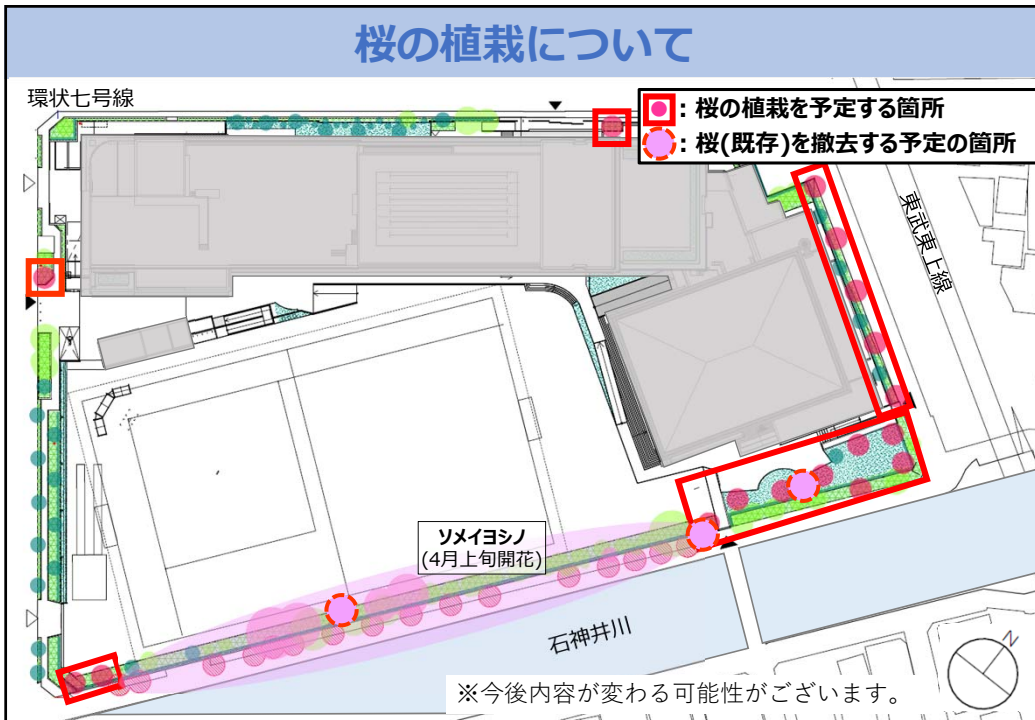 桜の植栽について
環状七号線
：桜の植栽を予定する箇所
：桜(既存)を撤去する予定の箇所
東武東上線
ソメイヨシノ
(4月上旬開花)
石神井川
N
※今後内容が変わる可能性がございます。